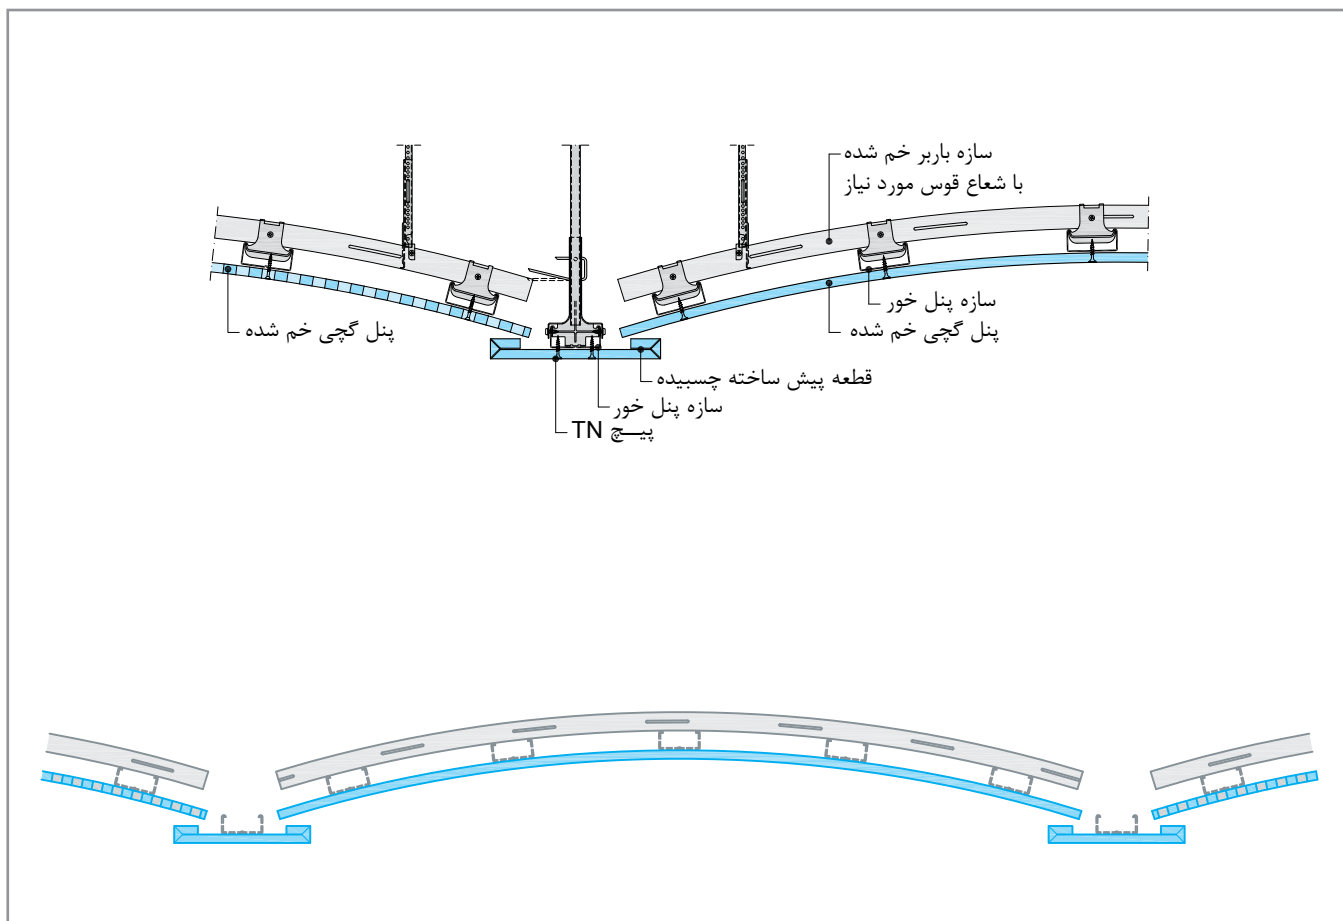 سازه باربر خم شده
با شعاع قوس مورد نیاز
سازه پنل خور
پنل گچی خم شده
پنل گچی خم شده
قطعه پیش ساخته چسبیده
سازه پنل خور
پیــچ TN